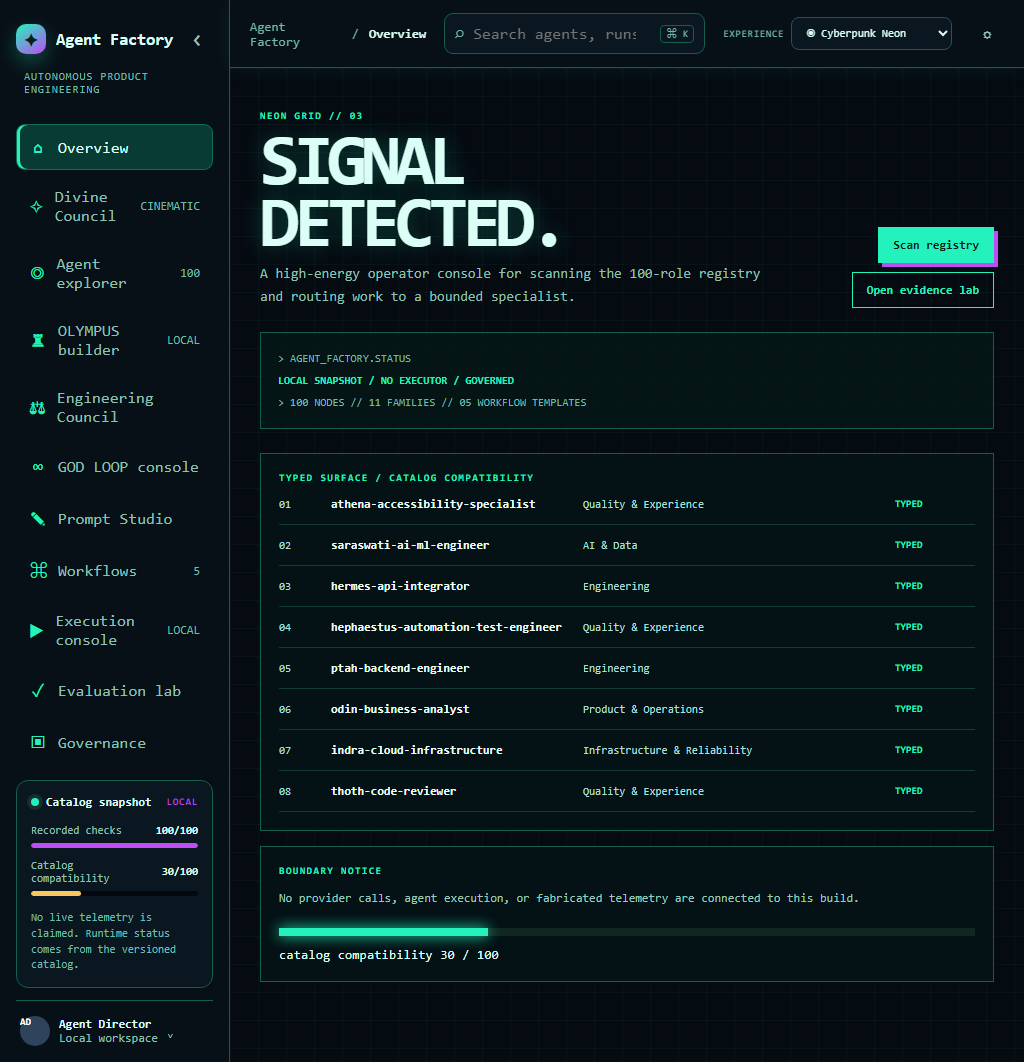 Agent Factory
AUTONOMOUS PRODUCT
ENGINEERING
Overview
Divine
Council
CINEMATIC
Agent
explorer
100
OLYMPUS
builder
LOCAL
Engineering
Council
GOD LOOP console
Prompt Studio
Workflows
5
Execution
console
LOCAL
Evaluation lab
Governance
Catalog snapshot LOCAL
Recorded checks 100/100
Catalog
compatibility
30/100
No live telemetry is
claimed. Runtime status
comes from the versioned
catalog.
AD
Agent Director
Local workspace
Agent
Factory
/ Overview
Search agents, runs
⌘ K
EXPERIENCE
◉ Cyberpunk Neon
NEON GRID // 03
SIGNAL
DETECTED.
A high-energy operator console for scanning the 100-role registry
and routing work to a bounded specialist.
Scan registry
Open evidence lab
> AGENT_FACTORY.STATUS
LOCAL SNAPSHOT / NO EXECUTOR / GOVERNED
> 100 NODES // 11 FAMILIES // 05 WORKFLOW TEMPLATES
TYPED SURFACE / CATALOG COMPATIBILITY
01 athena-accessibility-specialist Quality & Experience TYPED
02 saraswati-ai-ml-engineer AI & Data TYPED
03 hermes-api-integrator Engineering TYPED
04 hephaestus-automation-test-engineer Quality & Experience TYPED
05 ptah-backend-engineer Engineering TYPED
06 odin-business-analyst Product & Operations TYPED
07 indra-cloud-infrastructure Infrastructure & Reliability TYPED
08 thoth-code-reviewer Quality & Experience TYPED
BOUNDARY NOTICE
No provider calls, agent execution, or fabricated telemetry are connected to this build.
catalog compatibility 30 / 100